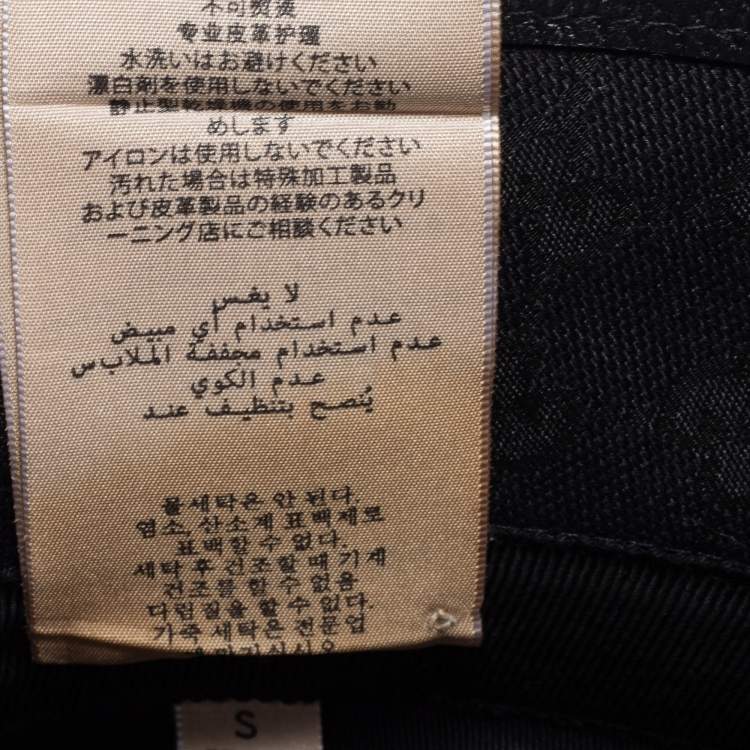 不可熨烫
专业皮革护理
水洗いはお避けください
漂白剤を使用しないでください
静止型乾燥機の使用をお勧
めします
アイロンは使用しないでください
汚れた場合は特殊加工製品
および皮革製品の経験のあるクリ
ーニング店にご相談ください
لا يغسل
عدم استخدام أي مبيض
عدم استخدام مجففة الملابس
عدم الكوي
يُنصح بتنظيف عند
물세탁은 안 된다.
염소, 산소계 표백제로
표백할 수 없다.
세탁 후 건조할 때 기계
건조를 할 수 없음
다림질을 할 수 없다.
가죽 세탁은 전문업
S